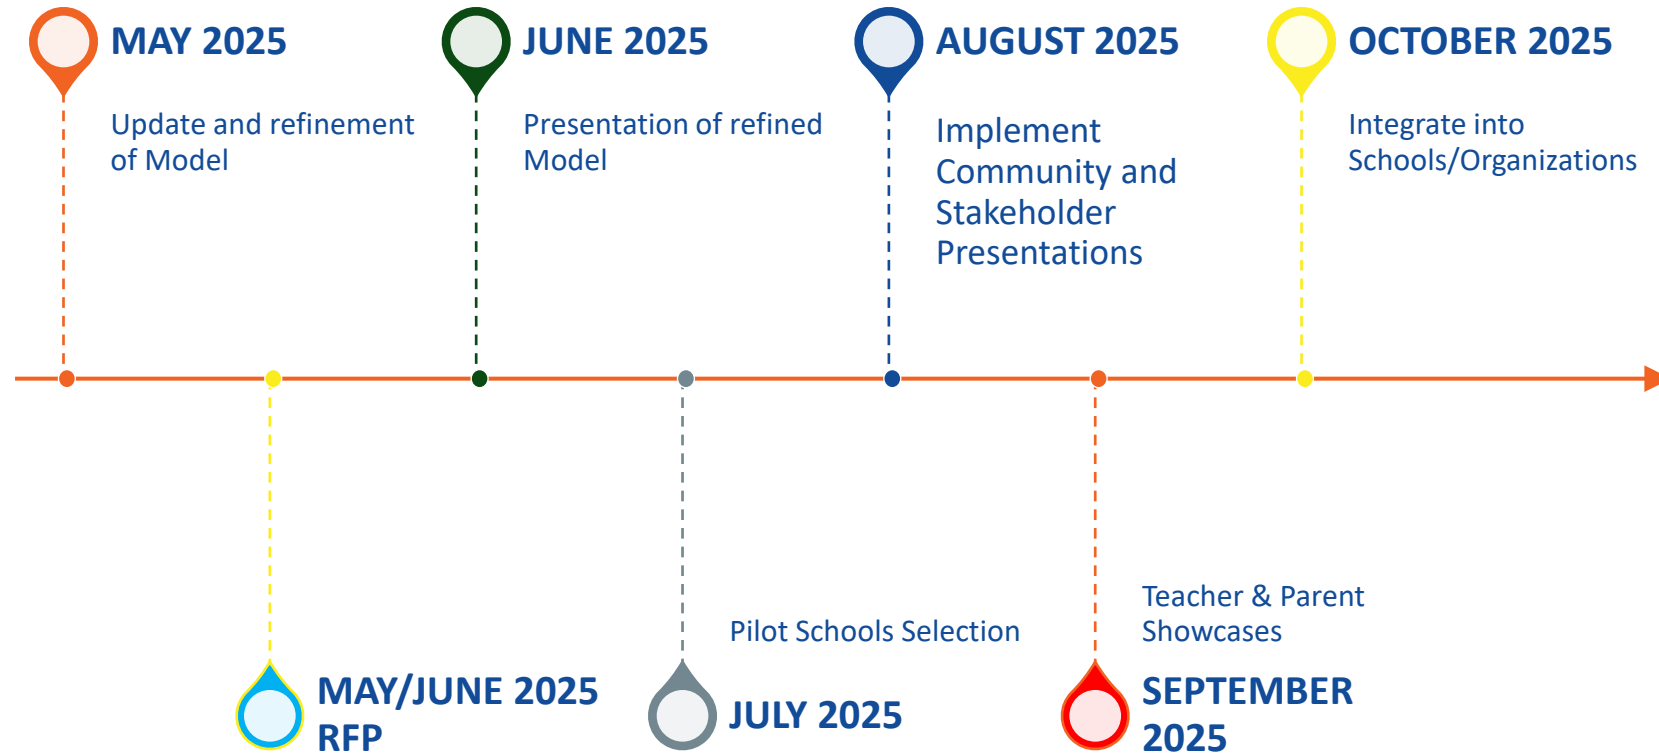 MAY 2025
Update and refinement
of Model
JUNE 2025
Presentation of refined
Model
AUGUST 2025
Implement
Community and
Stakeholder
Presentations
OCTOBER 2025
Integrate into
Schools/Organizations
MAY/JUNE 2025
RFP
Pilot Schools Selection
JULY 2025
Teacher & Parent
Showcases
SEPTEMBER
2025